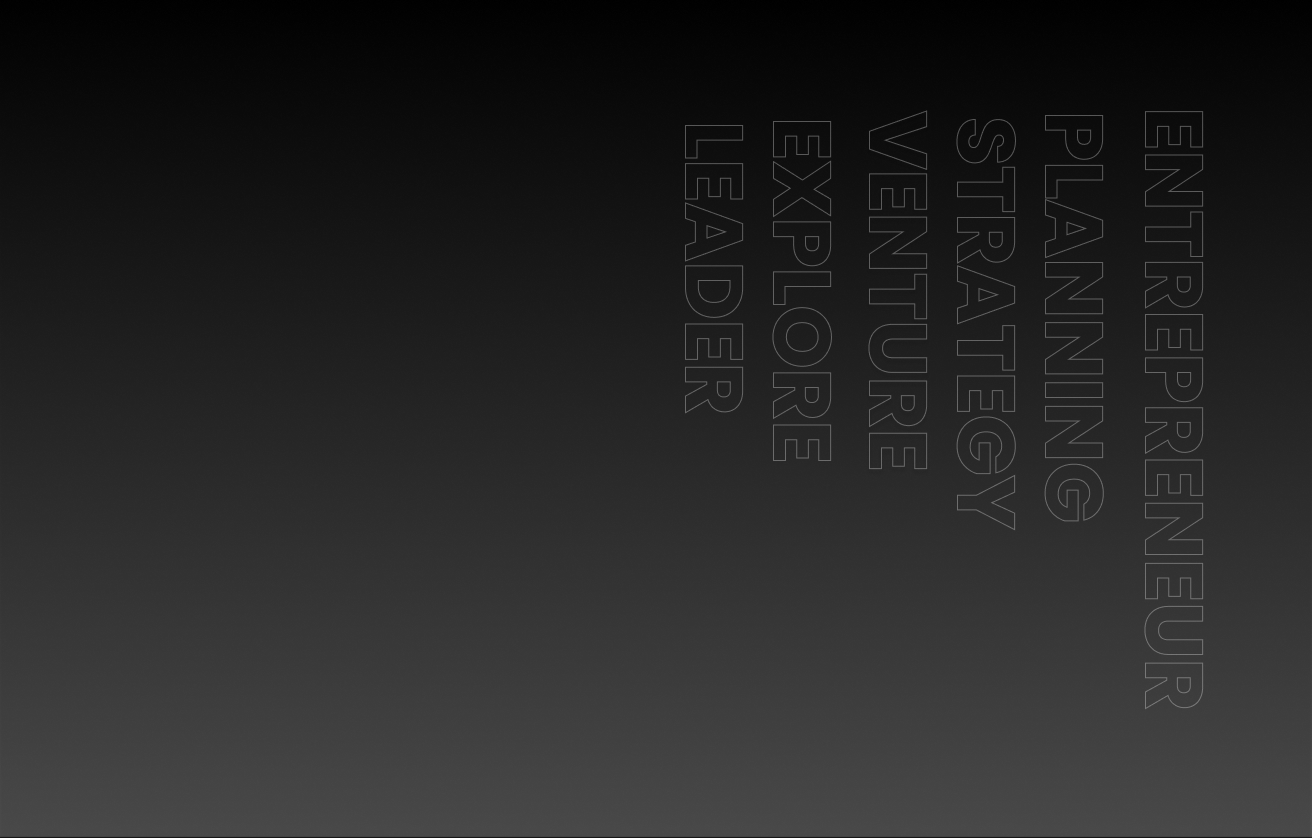 ENTREPRENEUR
PLANNING
STRATEGY
VENTURE
EXPLORE
LEADER